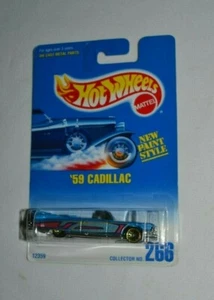 Hot Wheels
MATTEL
NEW
PAINT
STYLE
'59 CADILLAC
COLLECTOR NO. 266